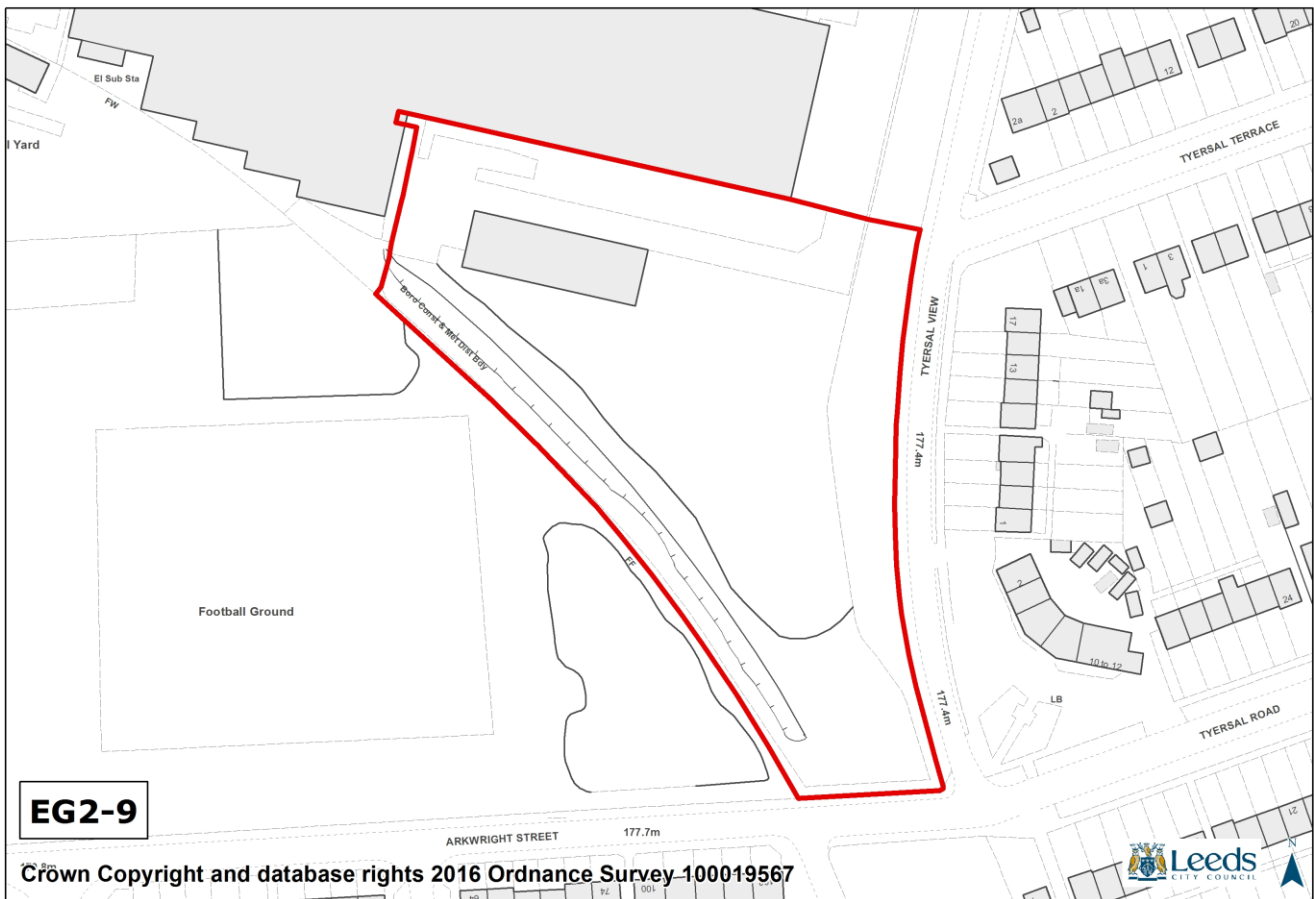 20
El Sub Sta
12
FW
2
2a
l Yard
TYERSAL TERRACE
3
1
3a
1a
Boro Const & Met Dist Bdy
TYERSAL VIEW
17
13
177.4m
1
FF
2
Football Ground
24
10 to 12
LB
177.4m
TYERSAL ROAD
EG2-9
21
ARKWRIGHT STREET
177.7m
Crown Copyright and database rights 2016 Ordnance Survey 100019567
Leeds
CITY COUNCIL
N
74
100